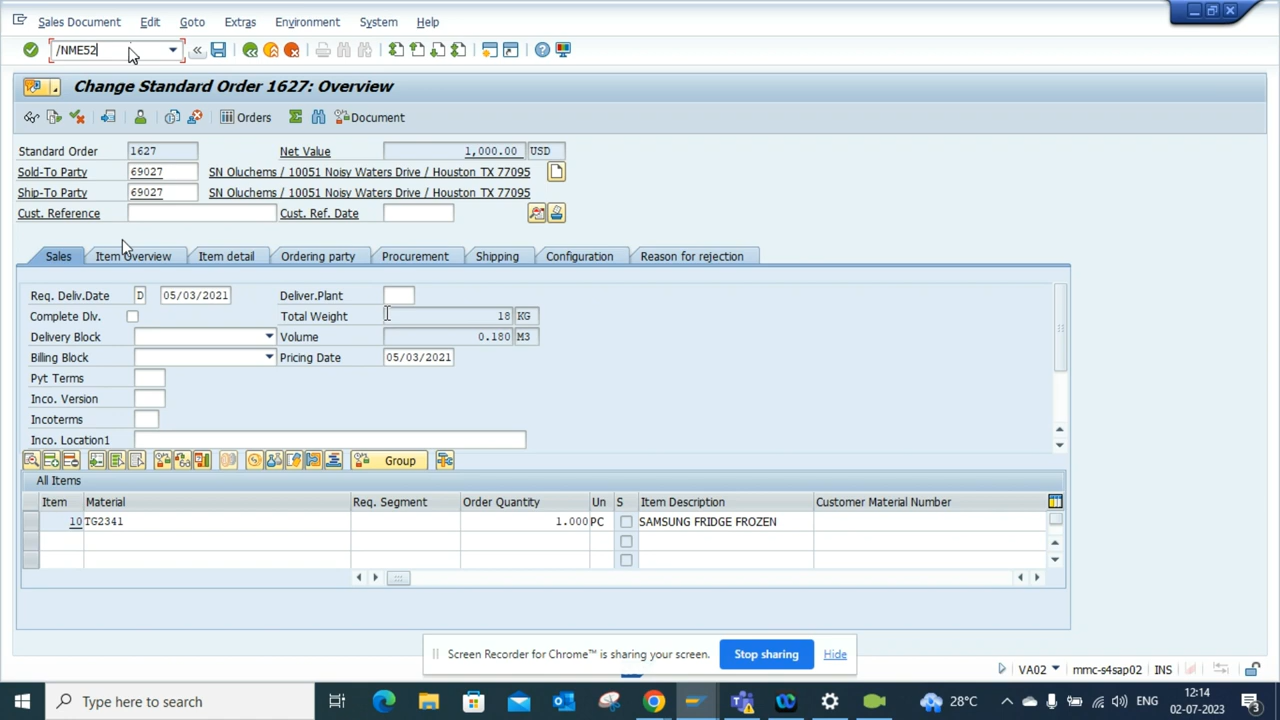 Sales Document Edit Goto Extras Environment System Help
/NME52
Change Standard Order 1627: Overview
Orders Document
Standard Order 1627 Net Value 1,000.00 USD
Sold-To Party 69027 SN Oluchems / 10051 Noisy Waters Drive / Houston TX 77095
Ship-To Party 69027 SN Oluchems / 10051 Noisy Waters Drive / Houston TX 77095
Cust. Reference Cust. Ref. Date
Sales Item Overview Item detail Ordering party Procurement Shipping Configuration Reason for rejection
Req. Deliv.Date D 05/03/2021 Deliver.Plant
Complete Dlv. Total Weight 18 KG
Delivery Block Volume 0.180 M3
Billing Block Pricing Date 05/03/2021
Pyt Terms
Inco. Version
Incoterms
Inco. Location1
Group
All Items
Item Material Req. Segment Order Quantity Un S Item Description Customer Material Number
10 TG2341 1.000 PC SAMSUNG FRIDGE FROZEN
Screen Recorder for Chrome™ is sharing your screen. Stop sharing Hide
VA02 mmc-s4sap02 INS
Type here to search 28°C ENG 12:14
02-07-2023 3